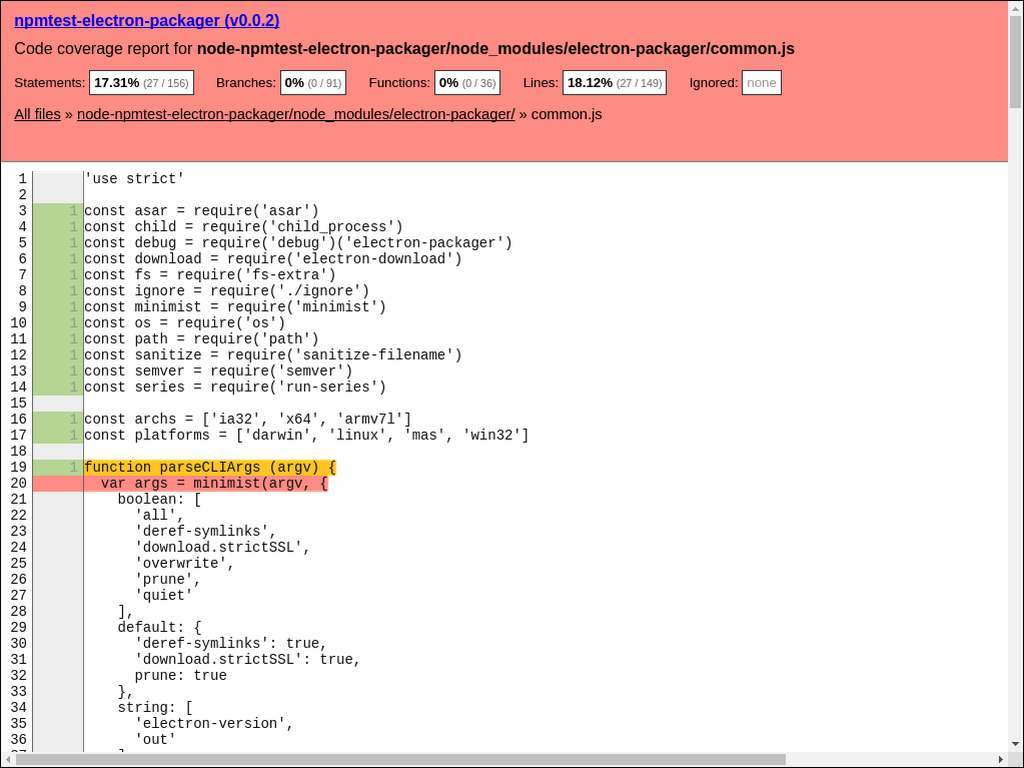 npmtest-electron-packager (v0.0.2)
Code coverage report for node-npmtest-electron-packager/node_modules/electron-packager/common.js
Statements: 17.31% (27 / 156) Branches: 0% (0 / 91) Functions: 0% (0 / 36) Lines: 18.12% (27 / 149) Ignored: none
All files » node-npmtest-electron-packager/node_modules/electron-packager/ » common.js
1 'use strict'
2
3 1 const asar = require('asar')
4 1 const child = require('child_process')
5 1 const debug = require('debug')('electron-packager')
6 1 const download = require('electron-download')
7 1 const fs = require('fs-extra')
8 1 const ignore = require('./ignore')
9 1 const minimist = require('minimist')
10 1 const os = require('os')
11 1 const path = require('path')
12 1 const sanitize = require('sanitize-filename')
13 1 const semver = require('semver')
14 1 const series = require('run-series')
15
16 1 const archs = ['ia32', 'x64', 'armv7l']
17 1 const platforms = ['darwin', 'linux', 'mas', 'win32']
18
19 1 function parseCLIArgs (argv) {
20 var args = minimist(argv, {
21 boolean: [
22 'all',
23 'deref-symlinks',
24 'download.strictSSL',
25 'overwrite',
26 'prune',
27 'quiet'
28 ],
29 default: {
30 'deref-symlinks': true,
31 'download.strictSSL': true,
32 prune: true
33 },
34 string: [
35 'electron-version',
36 'out'